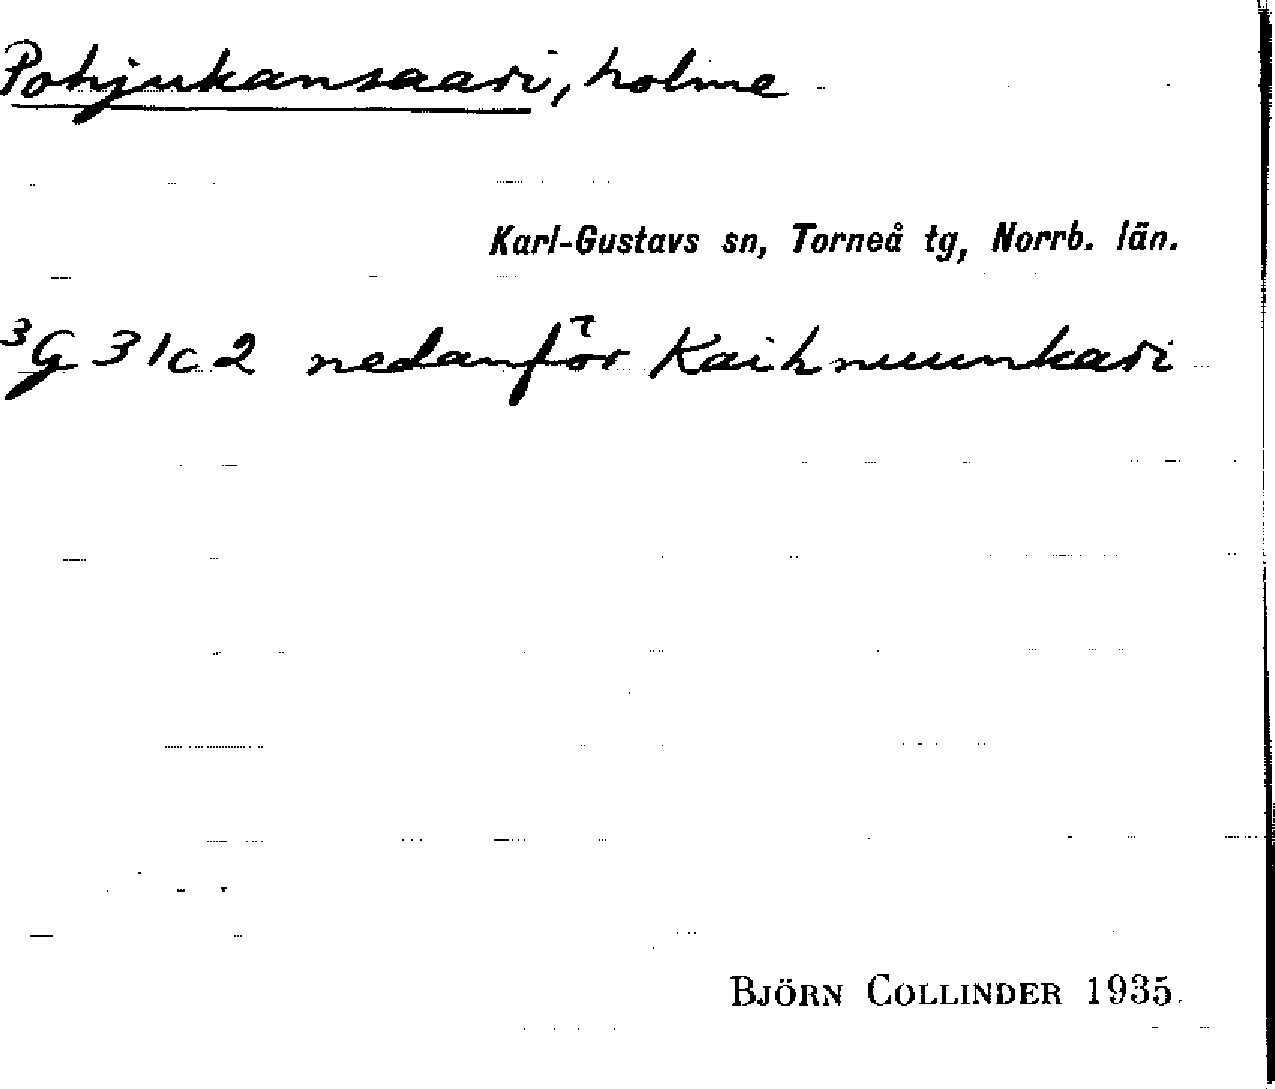 Pohjukansaari, holme
Karl-Gustavs sn, Torneå tg, Norrb. län.
³G 31c2 nedanför Kaihnuunkari
BJÖRN COLLINDER 1935.